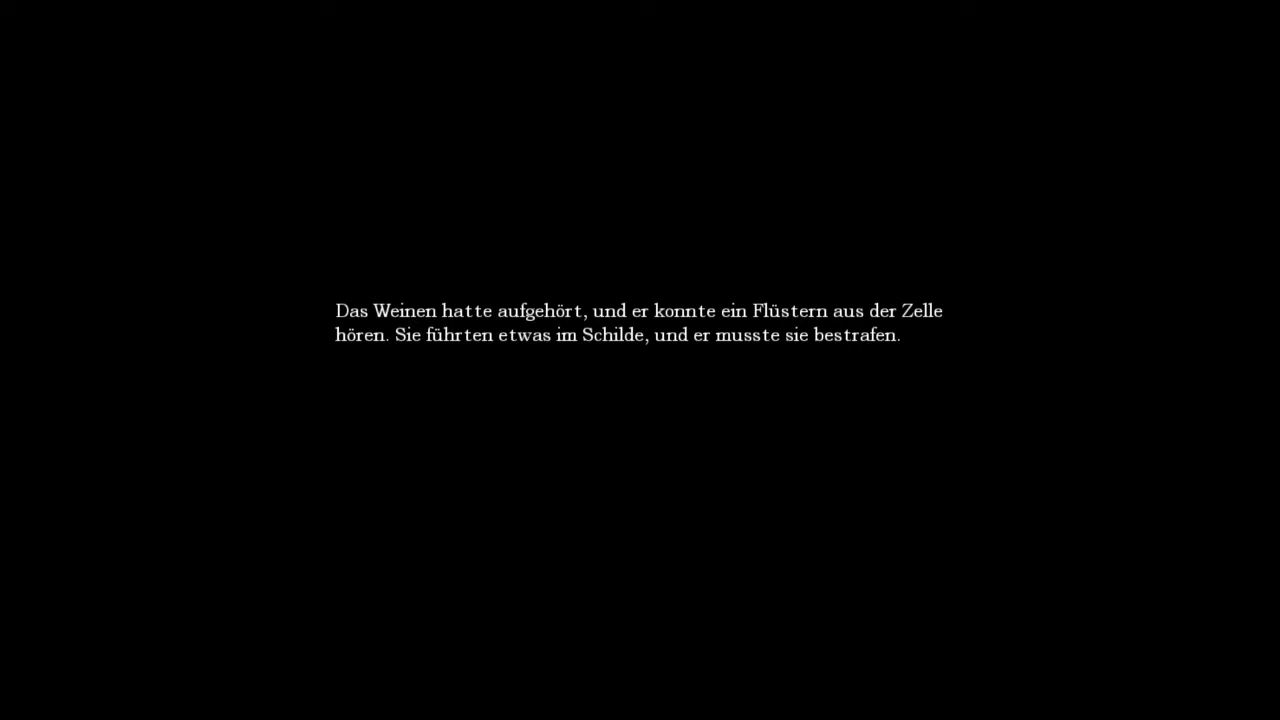 Das Weinen hatte aufgehört, und er konnte ein Flüstern aus der Zelle
hören. Sie führten etwas im Schilde, und er musste sie bestrafen.